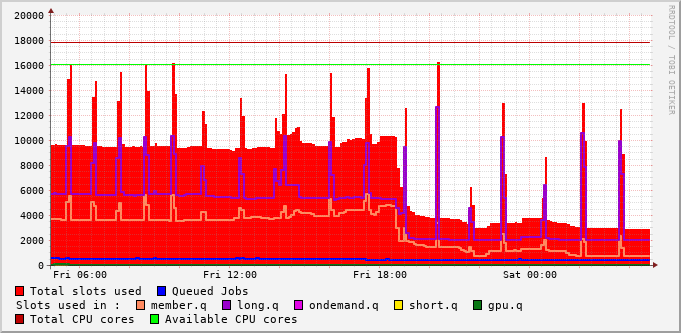 20000
18000
16000
14000
12000
10000
8000
6000
4000
2000
0
Fri 06:00 Fri 12:00 Fri 18:00 Sat 00:00
Total slots used Queued Jobs
Slots used in : member.q long.q ondemand.q short.q gpu.q
Total CPU cores Available CPU cores
RRDTOOL / TOBI OETIKER